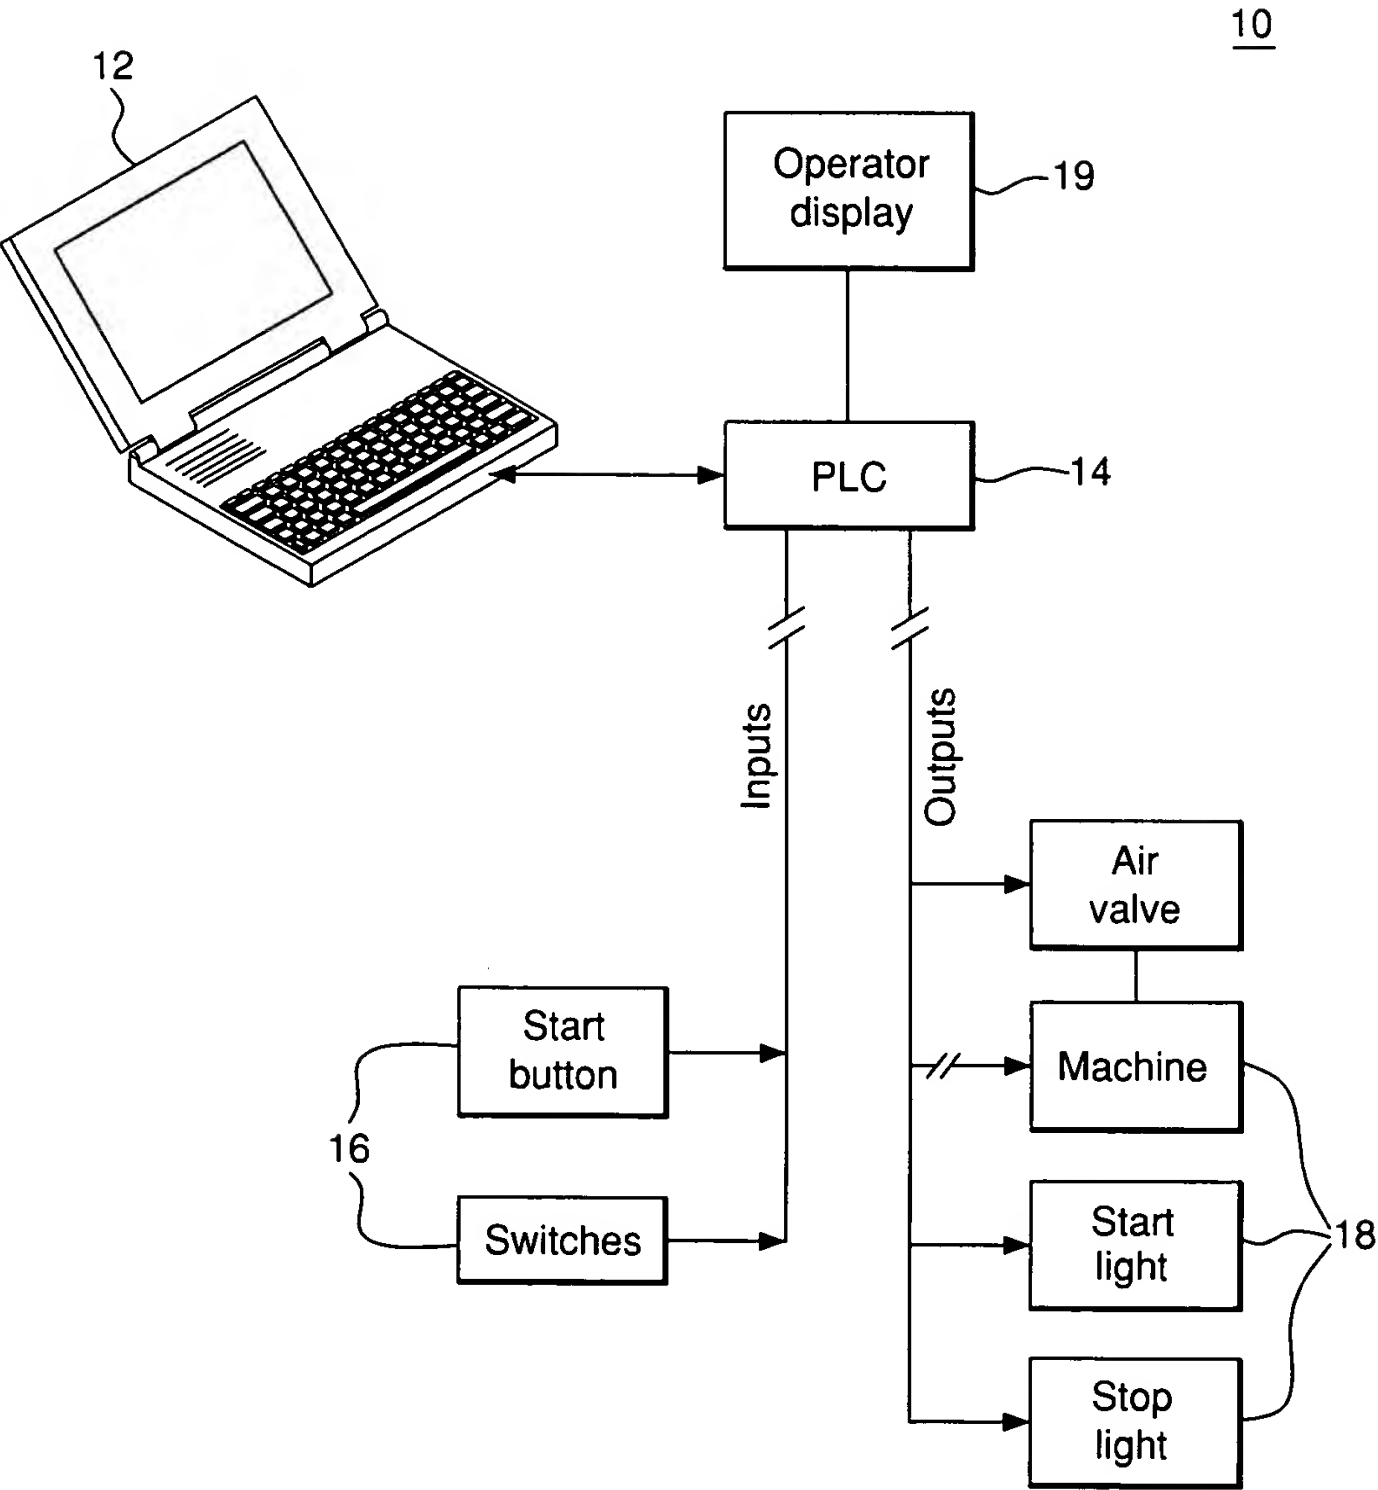 10
12
Operator
display
19
PLC
14
Inputs
Outputs
Air
valve
Start
button
Machine
16
Switches
Start
light
18
Stop
light